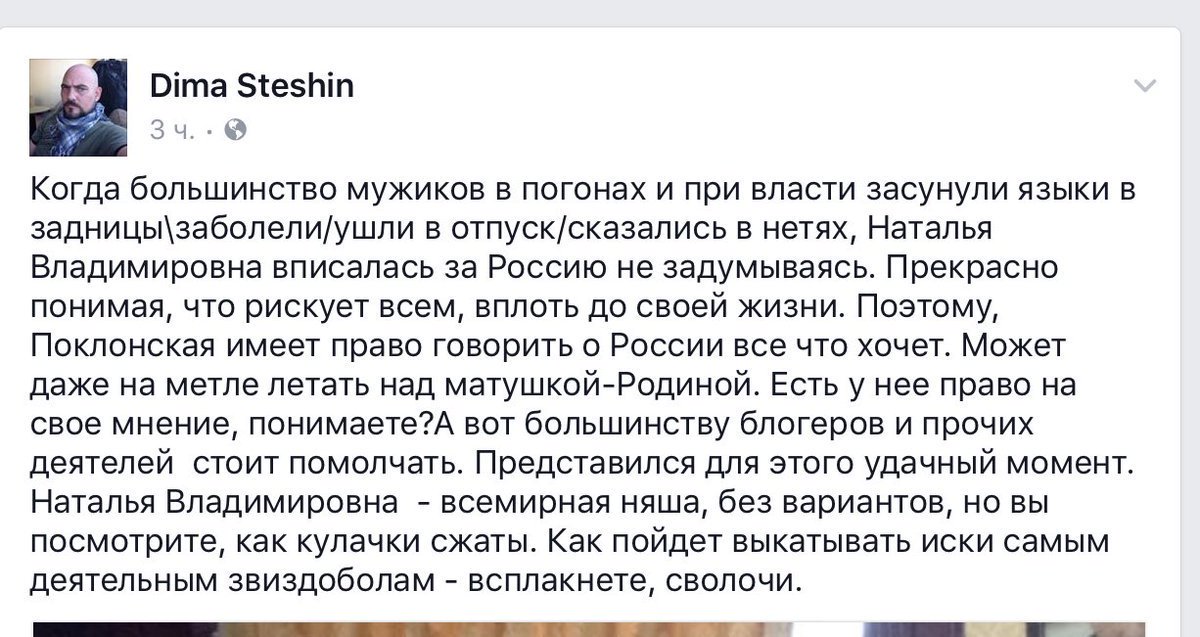 Dima Steshin
3 ч. ·
Когда большинство мужиков в погонах и при власти засунули языки в
задницы\заболели/ушли в отпуск/сказались в нетях, Наталья
Владимировна вписалась за Россию не задумываясь. Прекрасно
понимая, что рискует всем, вплоть до своей жизни. Поэтому,
Поклонская имеет право говорить о России все что хочет. Может
даже на метле летать над матушкой-Родиной. Есть у нее право на
свое мнение, понимаете?А вот большинству блогеров и прочих
деятелей  стоит помолчать. Представился для этого удачный момент.
Наталья Владимировна  - всемирная няша, без вариантов, но вы
посмотрите, как кулачки сжаты. Как пойдет выкатывать иски самым
деятельным звиздоболам - всплакнете, сволочи.